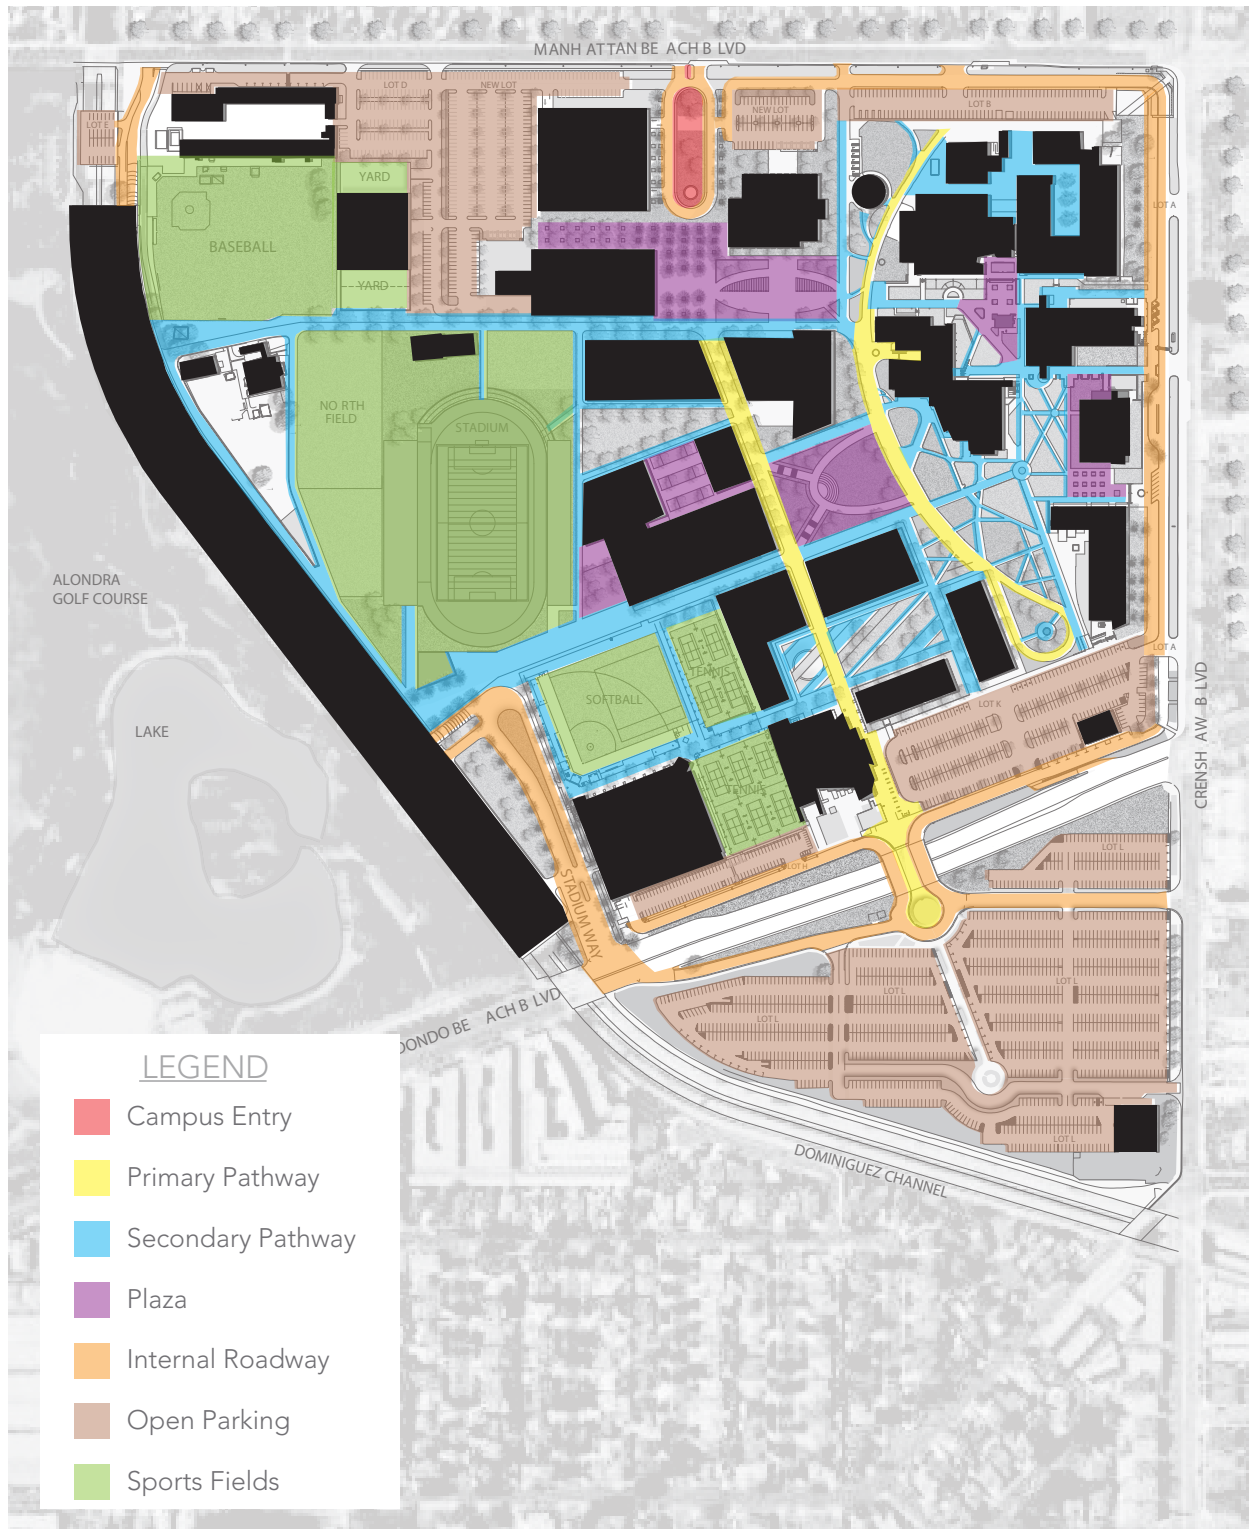 MANH ATTAN BE ACH B LVD
LOT D
NEW LOT
LOT B
NEW LOT
LOT E
YARD
LOT A
BASEBALL
YARD
NO RTH
FIELD
STADIUM
ALONDRA
GOLF COURSE
TENNIS
LOT A
SOFTBALL
LOT K
LAKE
CRENSH AW B LVD
TENNIS
LOT H
LOT L
STADIUM WAY
LOT L
LOT L
LOT L
ONDO BE ACH B LVD
LOT L
DOMINIGUEZ CHANNEL
LEGEND
Campus Entry
Primary Pathway
Secondary Pathway
Plaza
Internal Roadway
Open Parking
Sports Fields